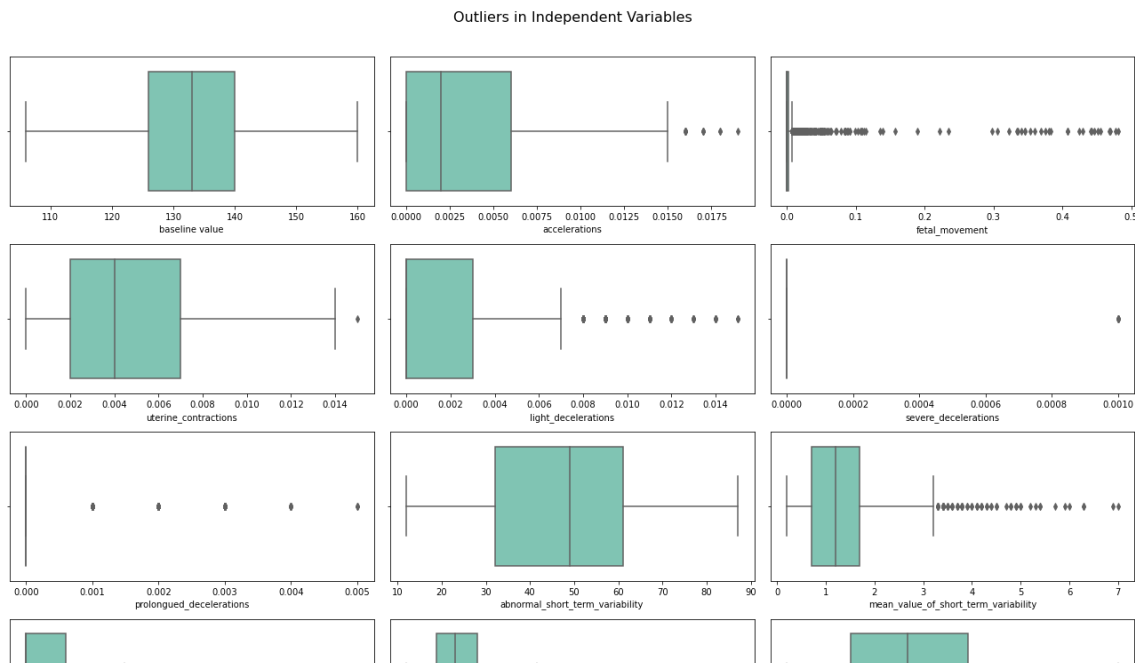 Outliers in Independent Variables
110 120 130 140 150 160
baseline value
0.0000 0.0025 0.0050 0.0075 0.0100 0.0125 0.0150 0.0175
accelerations
0.0 0.1 0.2 0.3 0.4 0.5
fetal_movement
0.000 0.002 0.004 0.006 0.008 0.010 0.012 0.014
uterine_contractions
0.000 0.002 0.004 0.006 0.008 0.010 0.012 0.014
light_decelerations
0.0000 0.0002 0.0004 0.0006 0.0008 0.0010
severe_decelerations
0.000 0.001 0.002 0.003 0.004 0.005
prolongued_decelerations
10 20 30 40 50 60 70 80 90
abnormal_short_term_variability
0 1 2 3 4 5 6 7
mean_value_of_short_term_variability